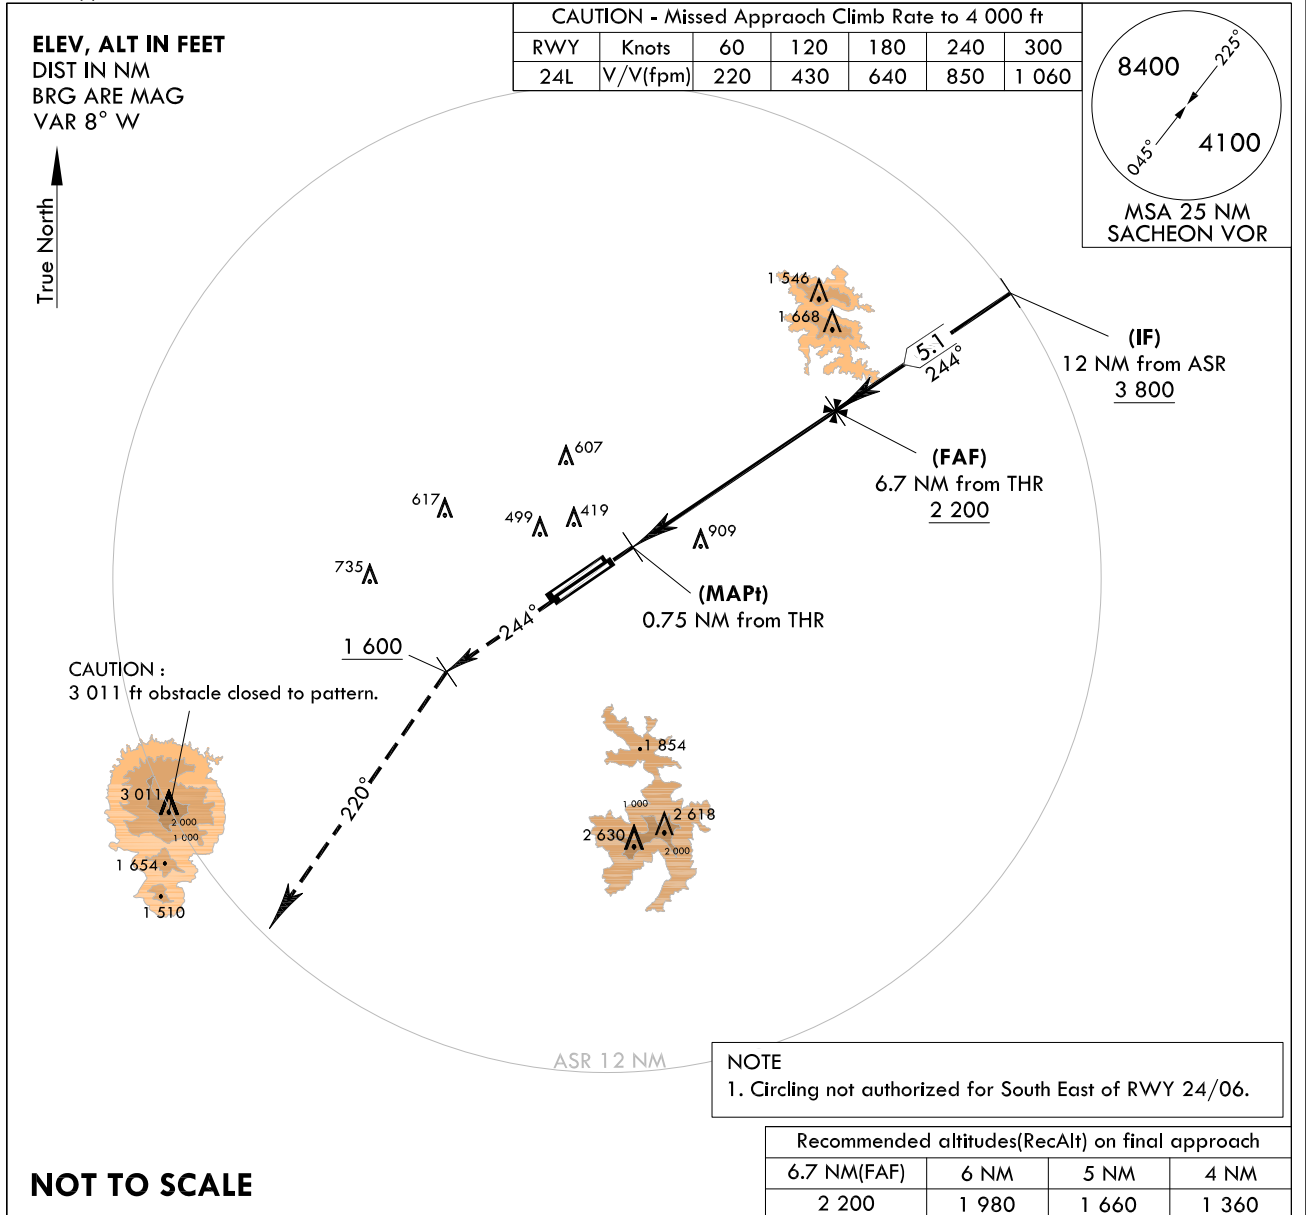 CAUTION - Missed Appraoch Climb Rate to 4 000 ft
RWY Knots 60 120 180 240 300
24L V/V(fpm) 220 430 640 850 1 060
ELEV, ALT IN FEET
DIST IN NM
BRG ARE MAG
VAR 8° W
True North
8400
225°
045°
4100
MSA 25 NM
SACHEON VOR
1 546
1 668
5.1
244°
(IF)
12 NM from ASR
3 800
(FAF)
6.7 NM from THR
2 200
607
617
499
419
909
735
(MAPt)
0.75 NM from THR
244°
1 600
CAUTION :
3 011 ft obstacle closed to pattern.
220°
3 011
2 000
1 000
1 654
1 510
1 854
1 000
2 618
2 630
2 000
ASR 12 NM
NOTE
1. Circling not authorized for South East of RWY 24/06.
Recommended altitudes(RecAlt) on final approach
6.7 NM(FAF) 6 NM 5 NM 4 NM
2 200 1 980 1 660 1 360
NOT TO SCALE